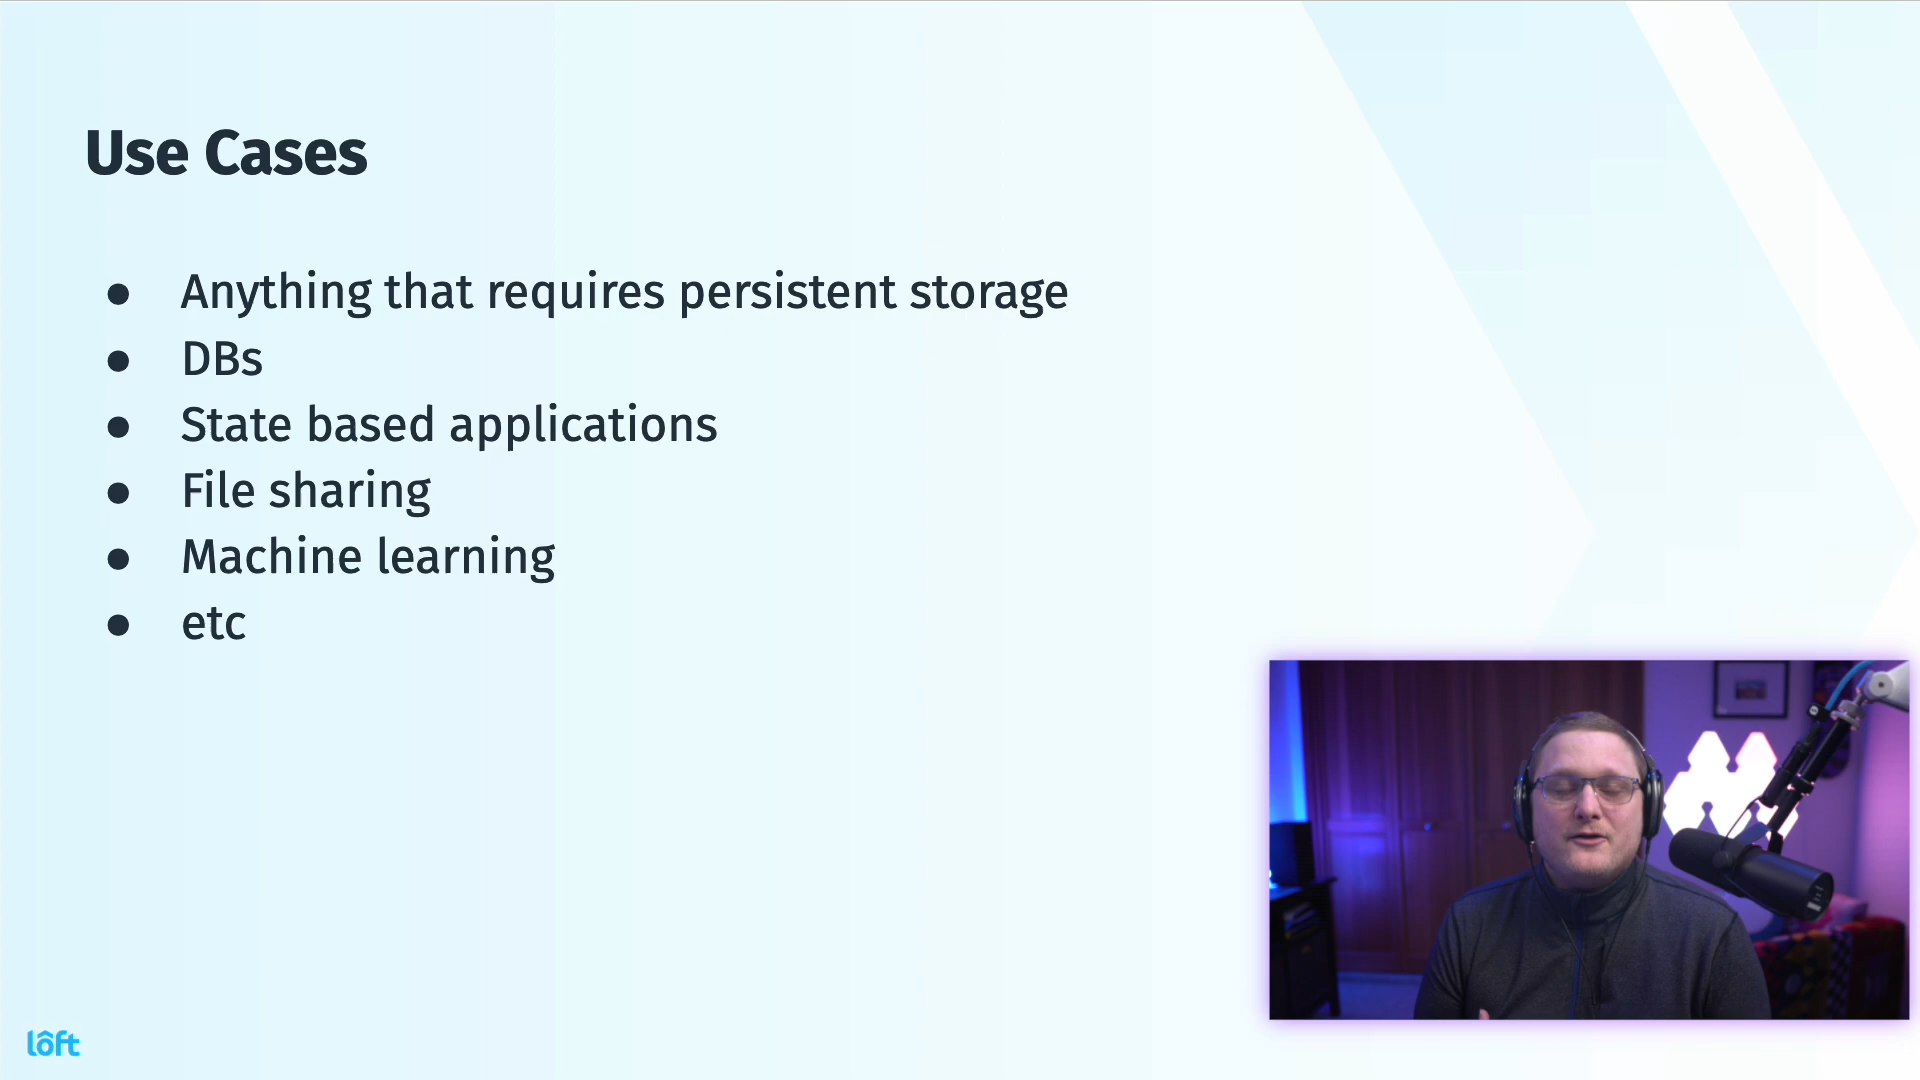 Use Cases
● Anything that requires persistent storage
● DBs
● State based applications
● File sharing
● Machine learning
● etc
lôft